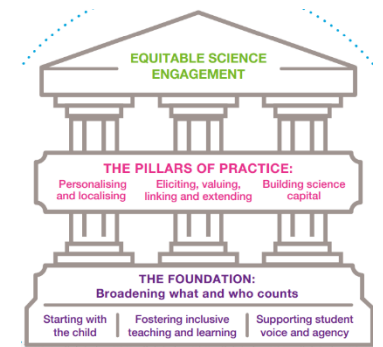 EQUITABLE SCIENCE
ENGAGEMENT
THE PILLARS OF PRACTICE:
Personalising
and localising
Eliciting, valuing,
linking and extending
Building science
capital
THE FOUNDATION:
Broadening what and who counts
Starting with
the child
Fostering inclusive
teaching and learning
Supporting student
voice and agency